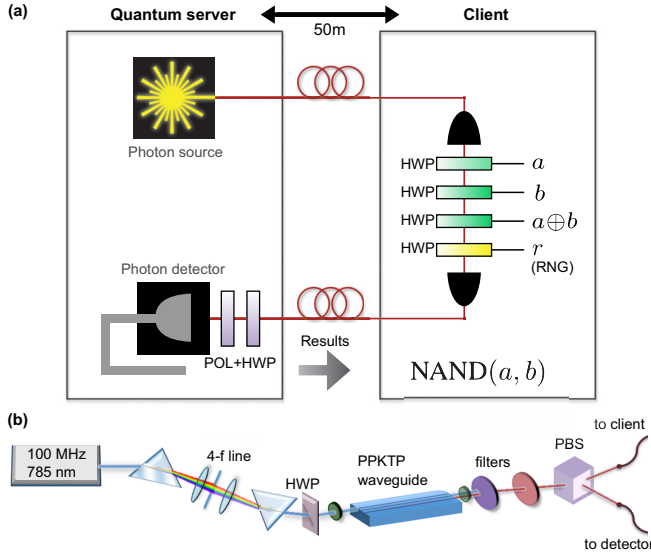 (a)
Quantum server
50m
Client
Photon source
HWP
a
HWP
b
HWP
a⊕b
HWP
r
(RNG)
Photon detector
POL+HWP
Results
NAND(a, b)
(b)
100 MHz
785 nm
4-f line
HWP
PPKTP
waveguide
filters
PBS
to client
to detector